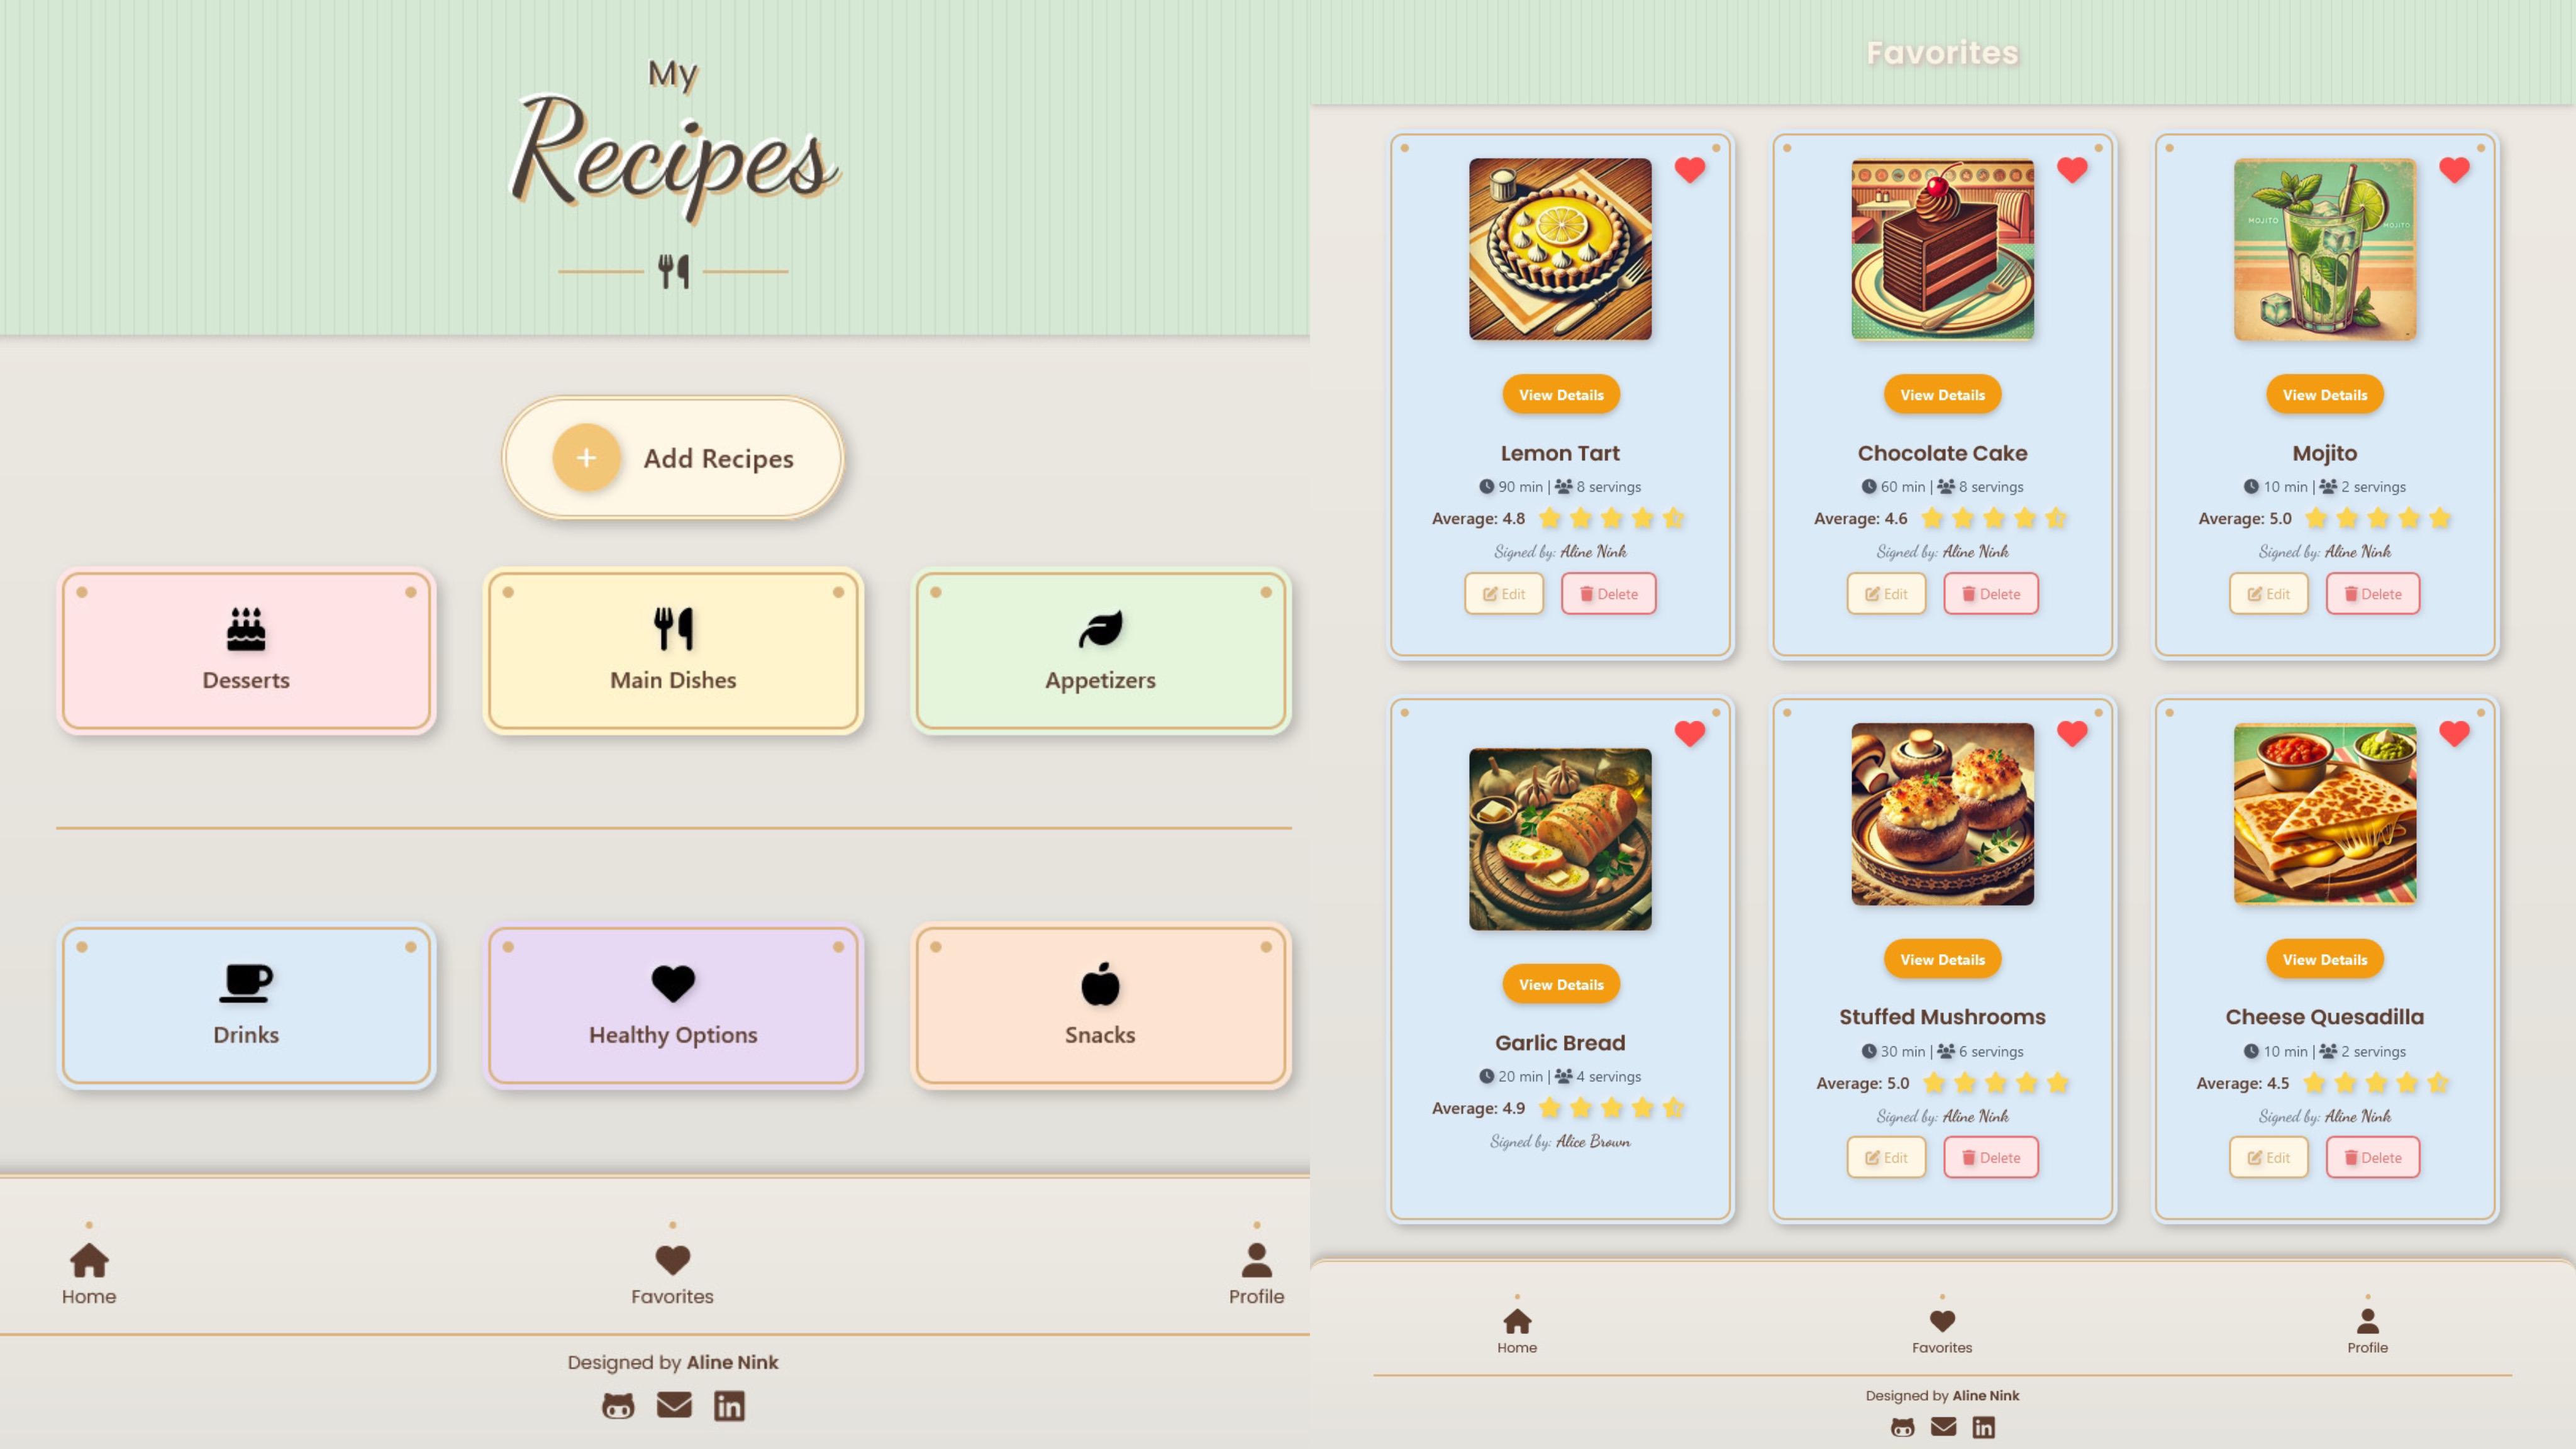 My
Recipes
Add Recipes
Desserts
Main Dishes
Appetizers
Drinks
Healthy Options
Snacks
Home
Favorites
Profile
Designed by Aline Nink
Favorites
MOJITO
MOJITO
View Details
Lemon Tart
90 min | 8 servings
Average: 4.8
Signed by: Aline Nink
Edit
Delete
View Details
Chocolate Cake
60 min | 8 servings
Average: 4.6
Signed by: Aline Nink
Edit
Delete
View Details
Mojito
10 min | 2 servings
Average: 5.0
Signed by: Aline Nink
Edit
Delete
View Details
Garlic Bread
20 min | 4 servings
Average: 4.9
Signed by: Alice Brown
View Details
Stuffed Mushrooms
30 min | 6 servings
Average: 5.0
Signed by: Aline Nink
Edit
Delete
View Details
Cheese Quesadilla
10 min | 2 servings
Average: 4.5
Signed by: Aline Nink
Edit
Delete
Home
Favorites
Profile
Designed by Aline Nink